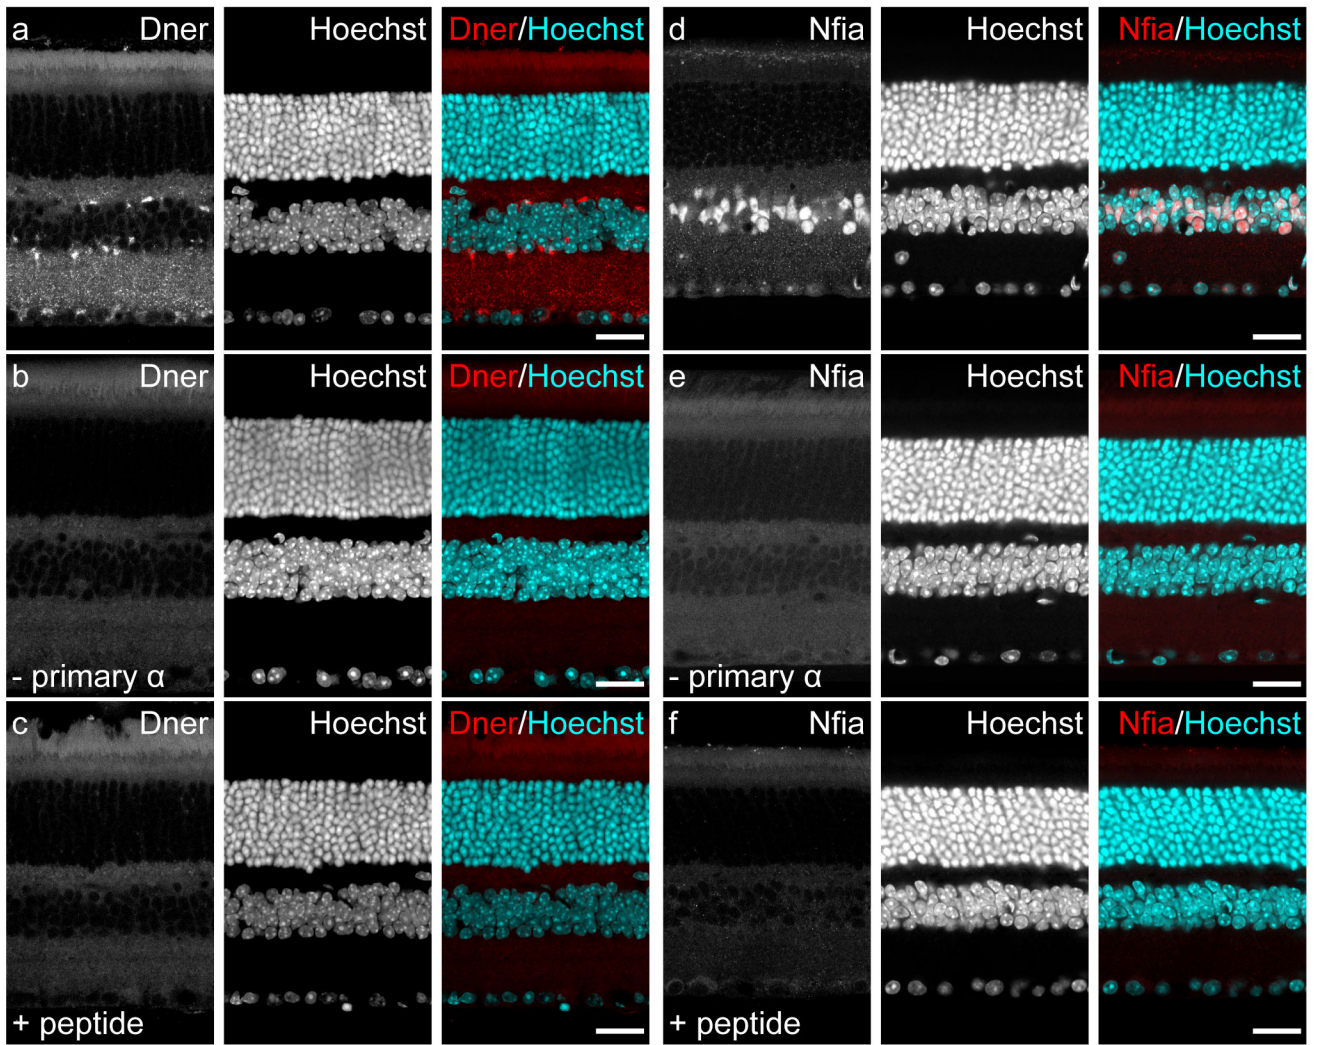 a Dner Hoechst Dner/Hoechst
d Nfia Hoechst Nfia/Hoechst
b Dner Hoechst Dner/Hoechst
- primary α
e Nfia Hoechst Nfia/Hoechst
- primary α
c Dner Hoechst Dner/Hoechst
+ peptide
f Nfia Hoechst Nfia/Hoechst
+ peptide